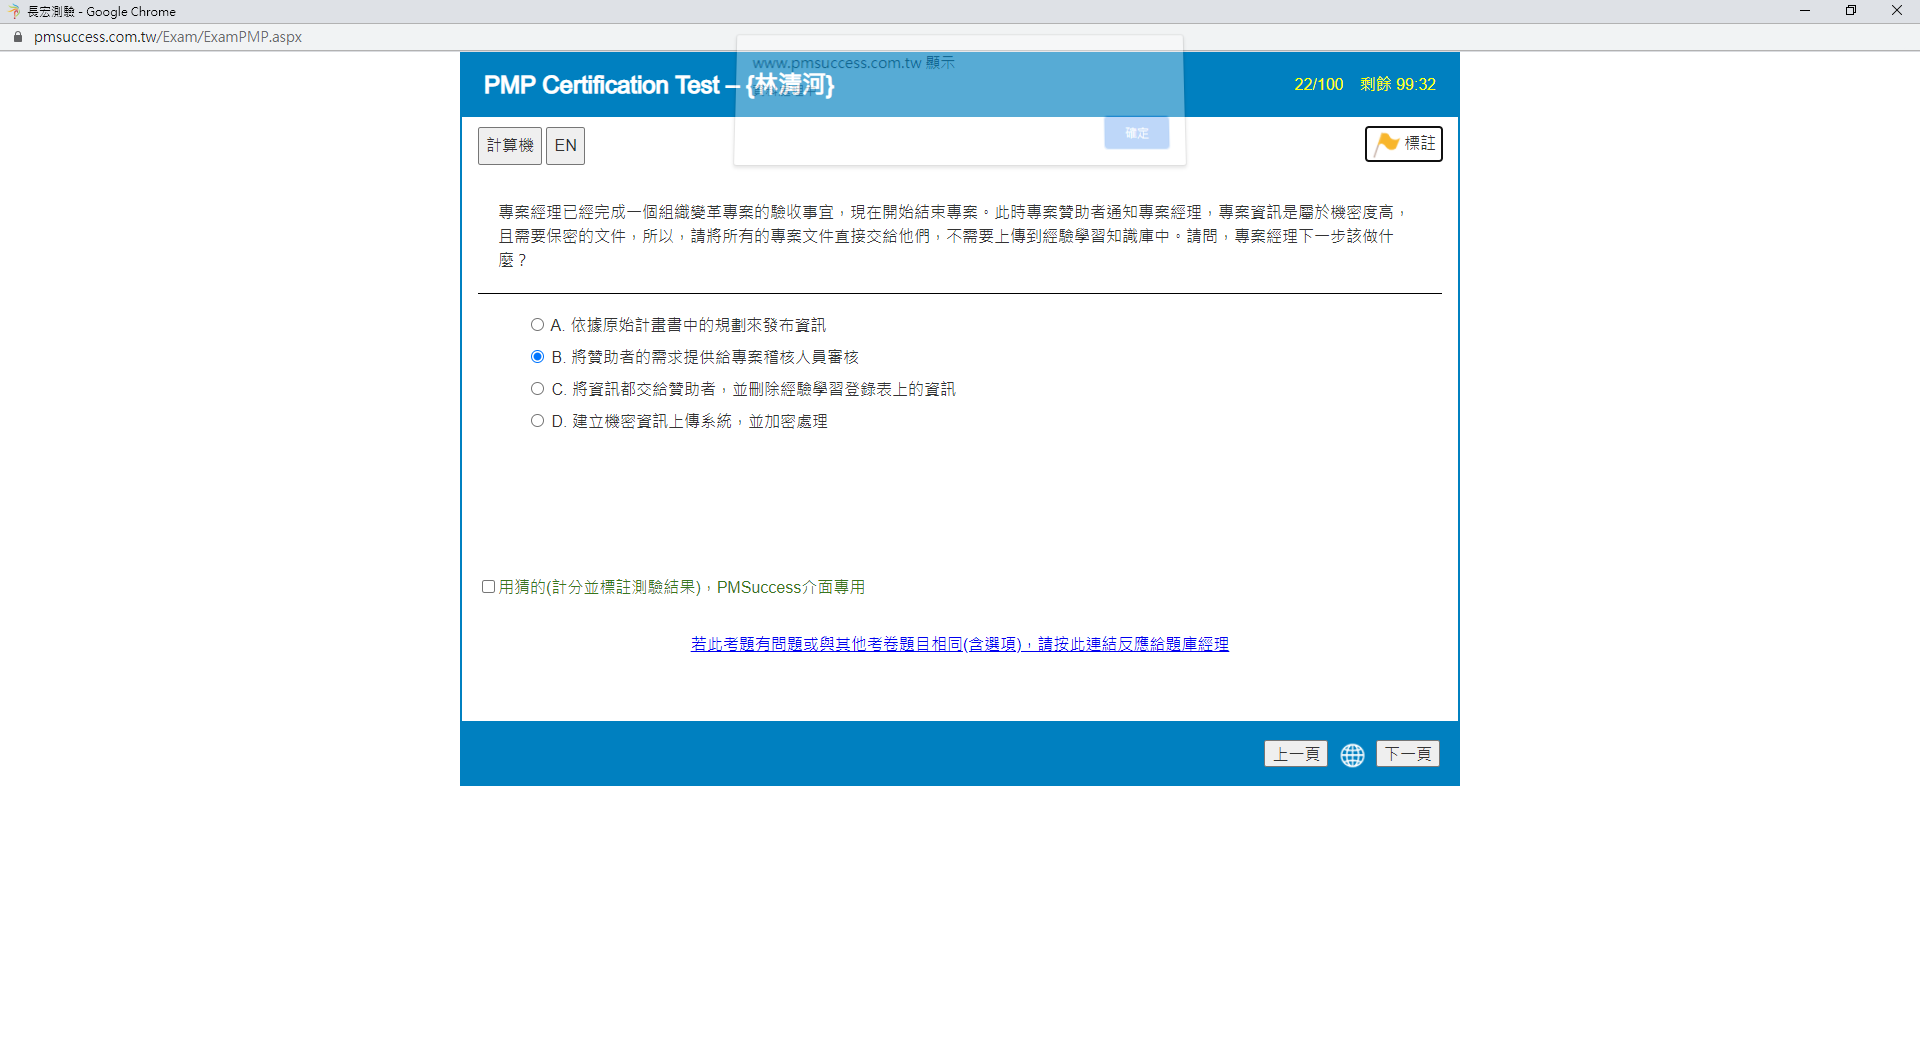 長宏測驗 - Google Chrome
pmsuccess.com.tw/Exam/ExamPMP.aspx
www.pmsuccess.com.tw 顯示
PMP Certification Test – {林清河}
22/100 剩餘 99:32
確定
計算機 EN 標註
專案經理已經完成一個組織變革專案的驗收事宜，現在開始結束專案。此時專案贊助者通知專案經理，專案資訊是屬於機密度高，
且需要保密的文件，所以，請將所有的專案文件直接交給他們，不需要上傳到經驗學習知識庫中。請問，專案經理下一步該做什
麼？
A. 依據原始計畫書中的規劃來發布資訊
B. 將贊助者的需求提供給專案稽核人員審核
C. 將資訊都交給贊助者，並刪除經驗學習登錄表上的資訊
D. 建立機密資訊上傳系統，並加密處理
用猜的(計分並標註測驗結果)，PMSuccess介面專用
若此考題有問題或與其他考卷題目相同(含選項)，請按此連結反應給題庫經理
上一頁 下一頁